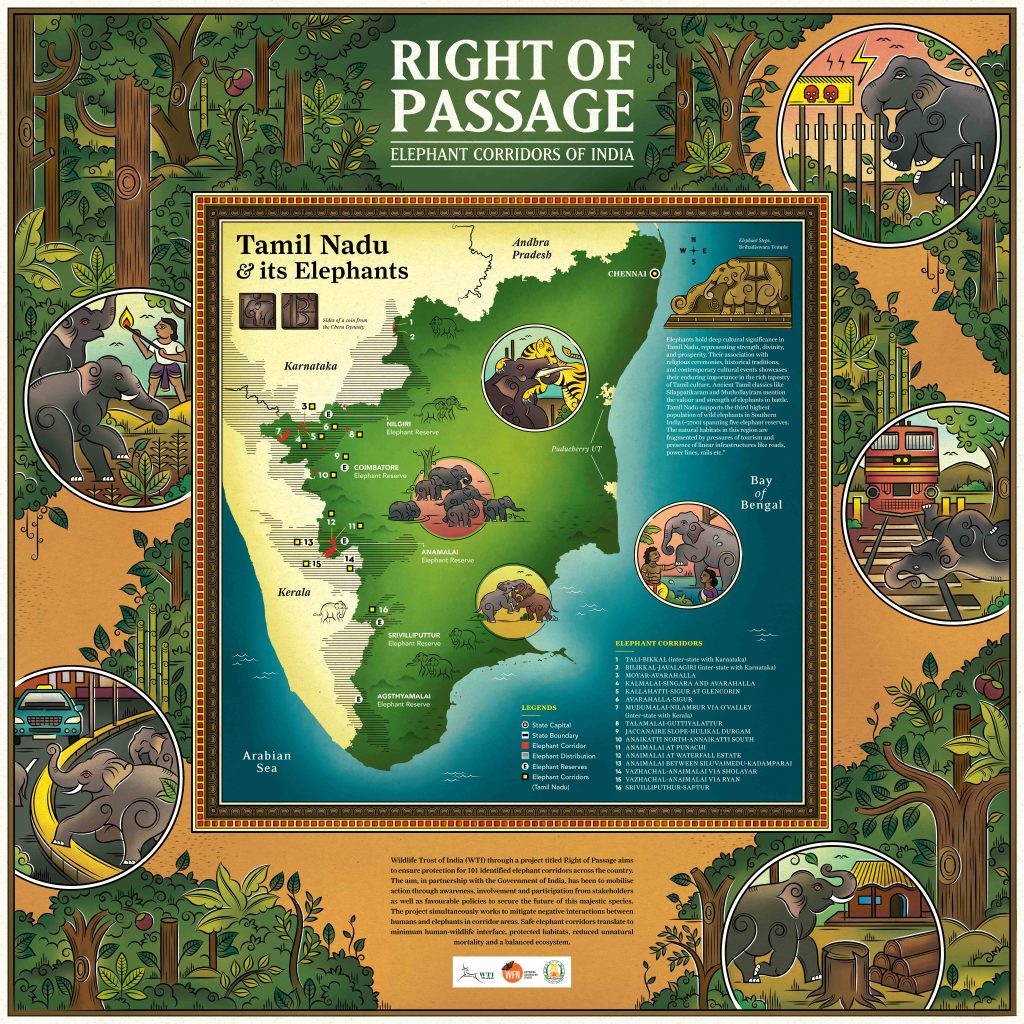 RIGHT OF
PASSAGE
ELEPHANT CORRIDORS OF INDIA
Tamil Nadu
& its Elephants
Sides of a coin from
the Chera Dynasty
Andhra
Pradesh
CHENNAI
N
W E
S
Elephant Steps,
Brihadiswara Temple
Elephants hold deep cultural significance in
Tamil Nadu, representing strength, divinity,
and prosperity. Their association with
religious ceremonies, historical traditions,
and contemporary cultural events showcases
their enduring importance in the rich tapestry
of Tamil culture. Ancient Tamil classics like
Silappatikaram and Muthollayiram mention
the valour and strength of elephants in battle.
Tamil Nadu supports the third highest
population of wild elephants in Southern
India (~2700) spanning five elephant reserves.
The natural habitats in this region are
fragmented by pressures of tourism and
presence of linear infrastructures like roads,
power lines, rails etc."
1
2
Karnataka
3
E
NILGIRI
Elephant Reserve
6
5
8
9
E
COIMBATORE
Elephant Reserve
10
Puducherry UT
Bay
of
Bengal
12
11
13
E
15
14
ANAMALAI
Elephant Reserve
Kerala
16
E
SRIVILLIPUTTUR
Elephant Reserve
E
AGSTHYAMALAI
Elephant Reserve
Arabian
Sea
LEGENDS
State Capital
State Boundary
Elephant Corridor
Elephant Distribution
E Elephant Reserves
Elephant Corridors
(Tamil Nadu)
ELEPHANT CORRIDORS
1 TALI-BIKKAL (inter-state with Karnataka)
2 BILIKKAL-JAVALAGIRI (inter-state with Karnataka)
3 MOYAR-AVARAHALLA
4 KALMALAI-SINGARA AND AVARAHALLA
5 KALLAHATTI-SIGUR AT GLENCORIN
6 AVARAHALLA-SIGUR
7 MUDUMALAI-NILAMBUR VIA O'VALLEY
(inter-state with Kerala)
8 TALAMALAI-GUTTIYALATTUR
9 JACCANAIRE SLOPE-HULIKAL DURGAM
10 ANAIKATTI NORTH-ANNAIKATTI SOUTH
11 ANAIMALAI AT PUNACHI
12 ANAIMALAI AT WATERFALL ESTATE
13 ANAIMALAI BETWEEN SILUVAIMEDU-KADAMPARAI
14 VAZHACHAL-ANAIMALAI VIA SHOLAYAR
15 VAZHACHAL-ANAIMALAI VIA RYAN
16 SRIVILLIPUTHUR-SAPTUR
Wildlife Trust of India (WTI) through a project titled Right of Passage aims
to ensure protection for 101 identified elephant corridors across the country.
The aim, in partnership with the Government of India, has been to mobilise
action through awareness, involvement and participation from stakeholders
as well as favourable policies to secure the future of this majestic species.
The project simultaneously works to mitigate negative interactions between
humans and elephants in corridor areas. Safe elephant corridors translate to
minimum human-wildlife interface, protected habitats, reduced unnatural
mortality and a balanced ecosystem.
WTI
WFN